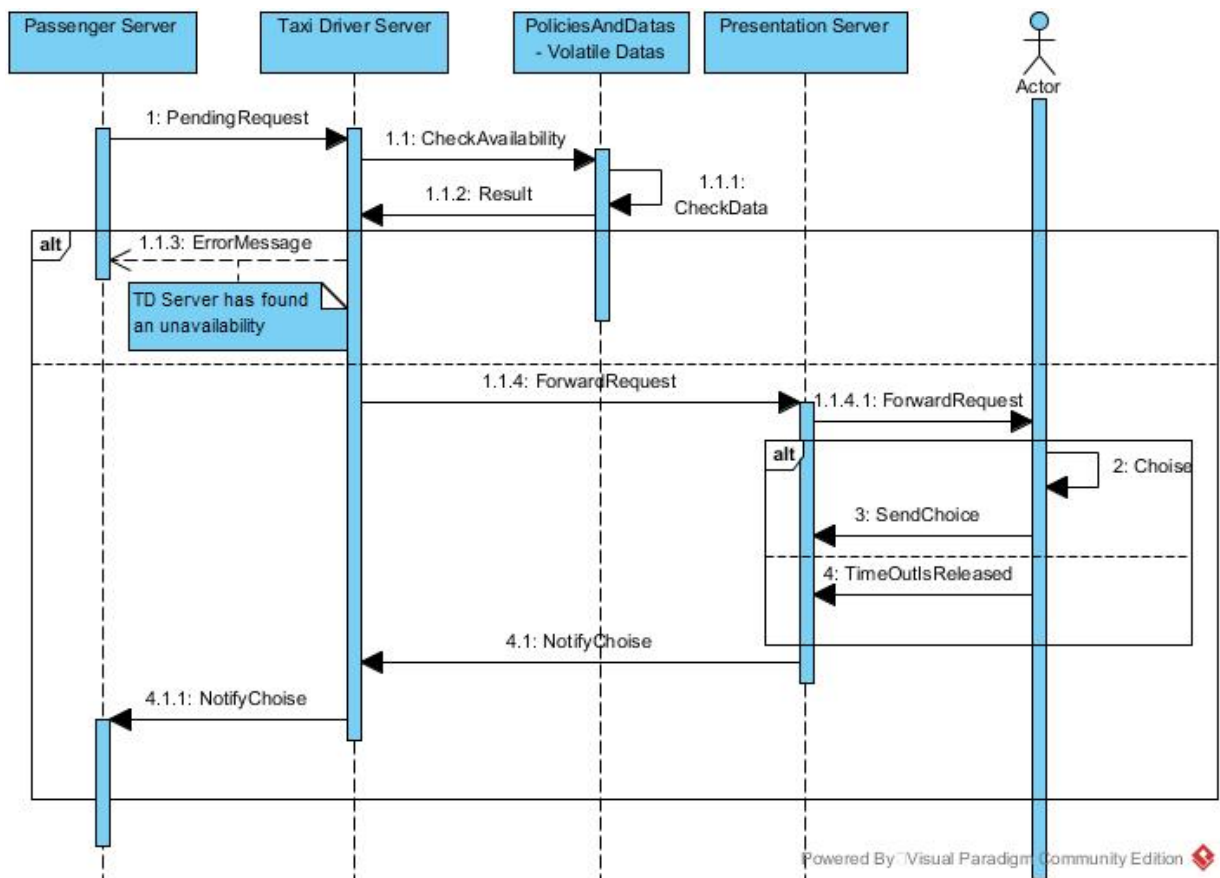 Passenger Server
Taxi Driver Server
PoliciesAndDatas
- Volatile Datas
Presentation Server
Actor
1: PendingRequest
1.1: CheckAvailability
1.1.1:
CheckData
1.1.2: Result
alt
1.1.3: ErrorMessage
TD Server has found
an unavailability
1.1.4: ForwardRequest
1.1.4.1: ForwardRequest
alt
2: Choise
3: SendChoice
4: TimeOutIsReleased
4.1: NotifyChoise
4.1.1: NotifyChoise
Powered By Visual Paradigm Community Edition